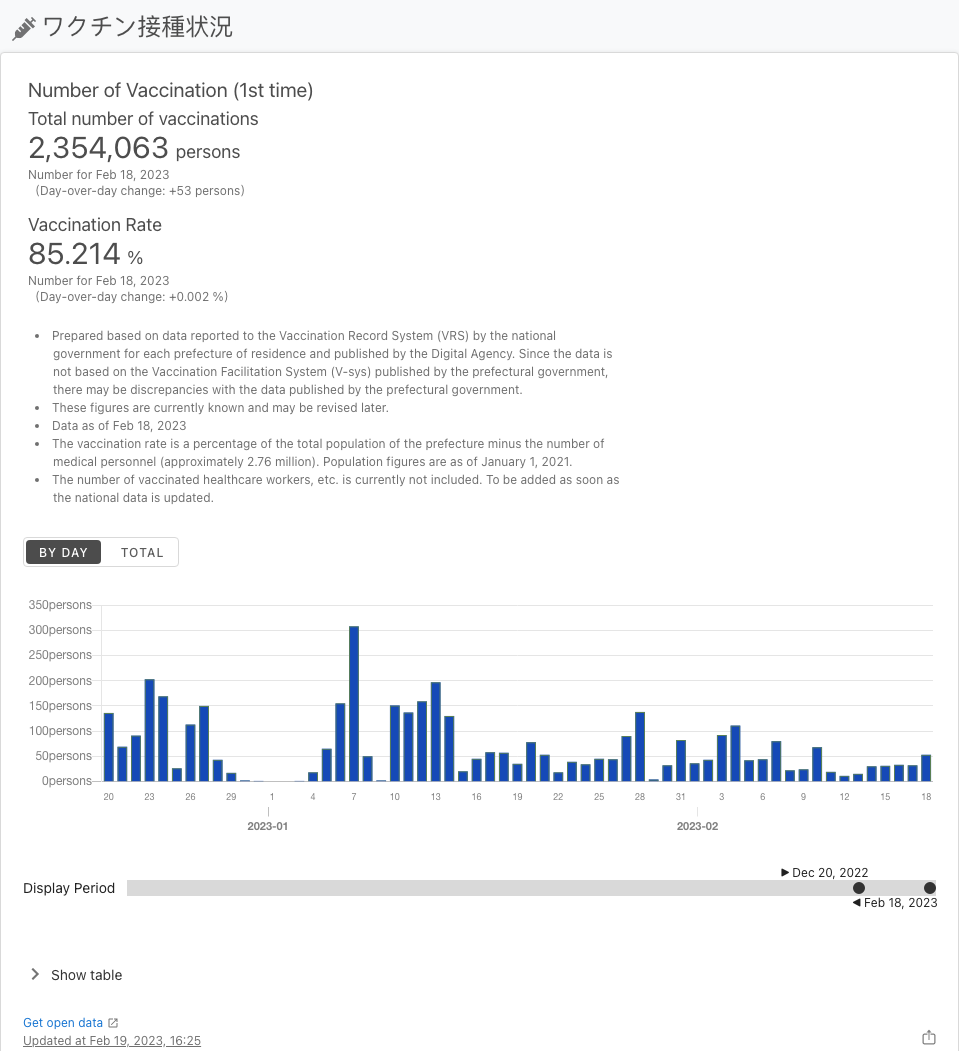 ワクチン接種状況
Number of Vaccination (1st time)
Total number of vaccinations
2,354,063 persons
Number for Feb 18, 2023
(Day-over-day change: +53 persons)
Vaccination Rate
85.214 %
Number for Feb 18, 2023
(Day-over-day change: +0.002 %)
• Prepared based on data reported to the Vaccination Record System (VRS) by the national
government for each prefecture of residence and published by the Digital Agency. Since the data is
not based on the Vaccination Facilitation System (V-sys) published by the prefectural government,
there may be discrepancies with the data published by the prefectural government.
• These figures are currently known and may be revised later.
• Data as of Feb 18, 2023
• The vaccination rate is a percentage of the total population of the prefecture minus the number of
medical personnel (approximately 2.76 million). Population figures are as of January 1, 2021.
• The number of vaccinated healthcare workers, etc. is currently not included. To be added as soon as
the national data is updated.
BY DAY TOTAL
350persons
300persons
250persons
200persons
150persons
100persons
50persons
0persons
20 23 26 29 1 4 7 10 13 16 19 22 25 28 31 3 6 9 12 15 18
2023-01 2023-02
Dec 20, 2022
Display Period
Feb 18, 2023
Show table
Get open data
Updated at Feb 19, 2023, 16:25